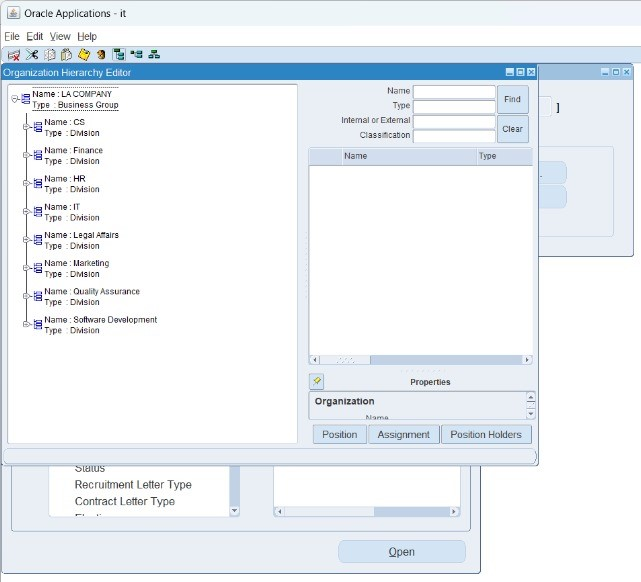 Oracle Applications - it
File Edit View Help
Organization Hierarchy Editor
Name : LA COMPANY
Type : Business Group
Name : CS
Type : Division
Name : Finance
Type : Division
Name : HR
Type : Division
Name : IT
Type : Division
Name : Legal Affairs
Type : Division
Name : Marketing
Type : Division
Name : Quality Assurance
Type : Division
Name : Software Development
Type : Division
Name
Type
Internal or External
Classification
Find
Clear
]
Name Type
Properties
Organization
Name
Position Assignment Position Holders
Status
Recruitment Letter Type
Contract Letter Type
Open